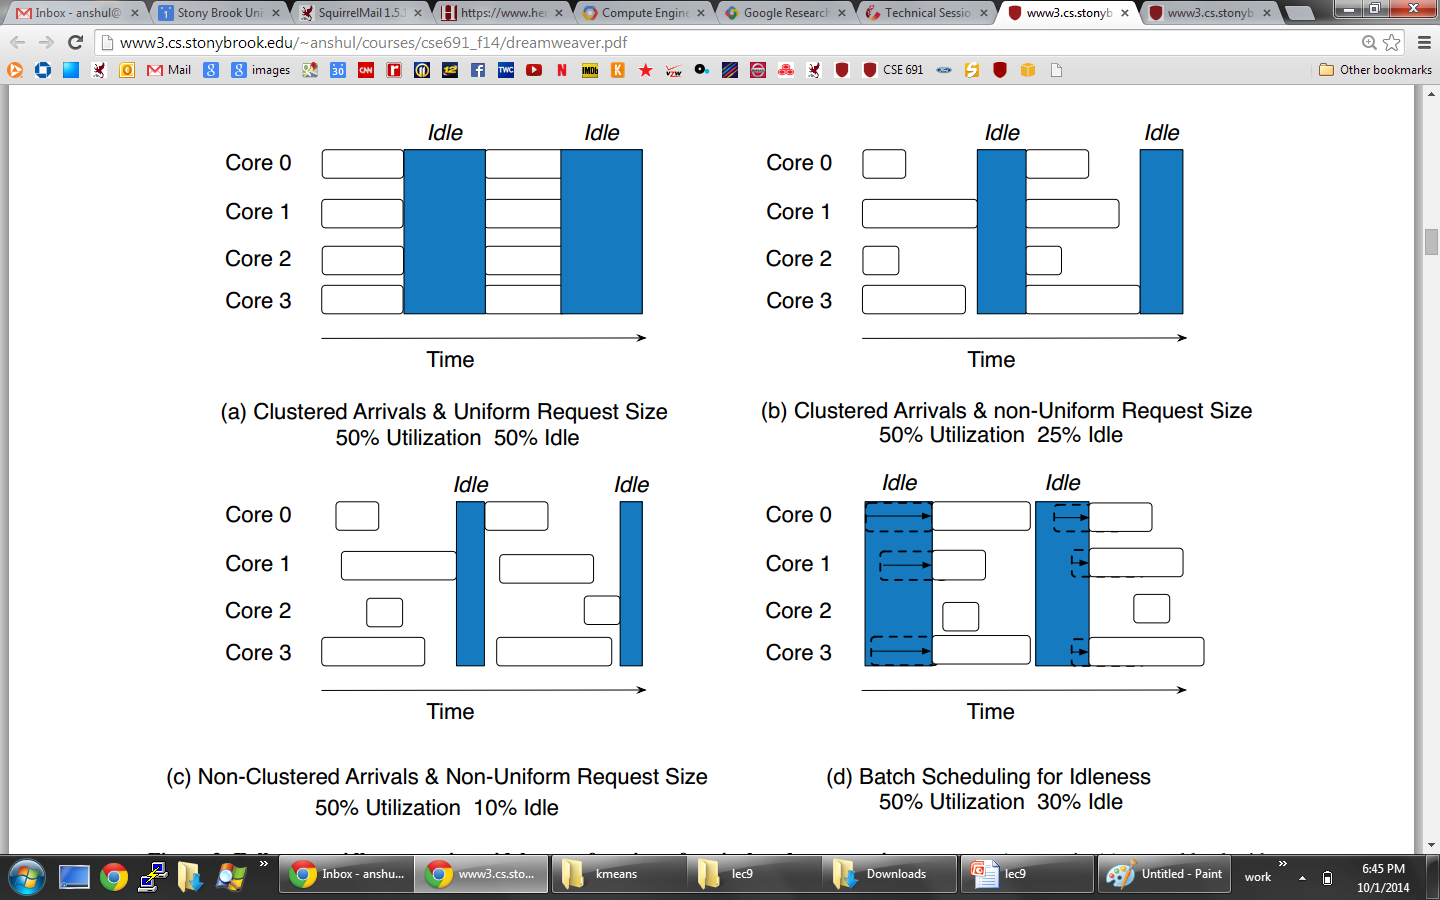 Inbox - anshul@
Stony Brook Uni
SquirrelMail 1.5.
https://www.he
Compute Engin
Google Research
Technical Sessio
www3.cs.stonyb
www3.cs.stonyb
www3.cs.stonybrook.edu/~anshul/courses/cse691_f14/dreamweaver.pdf
Mail
images
30
CNN
12
TWC
IMDb
CSE 691
Other bookmarks
Idle Idle
Core 0
Core 1
Core 2
Core 3
Time
(a) Clustered Arrivals & Uniform Request Size
50% Utilization 50% Idle
Idle Idle
Core 0
Core 1
Core 2
Core 3
Time
(b) Clustered Arrivals & non-Uniform Request Size
50% Utilization 25% Idle
Idle Idle
Core 0
Core 1
Core 2
Core 3
Time
(c) Non-Clustered Arrivals & Non-Uniform Request Size
50% Utilization 10% Idle
Idle Idle
Core 0
Core 1
Core 2
Core 3
Time
(d) Batch Scheduling for Idleness
50% Utilization 30% Idle
Inbox - anshu...
www3.cs.sto...
kmeans
lec9
Downloads
lec9
Untitled - Paint
work
6:45 PM
10/1/2014